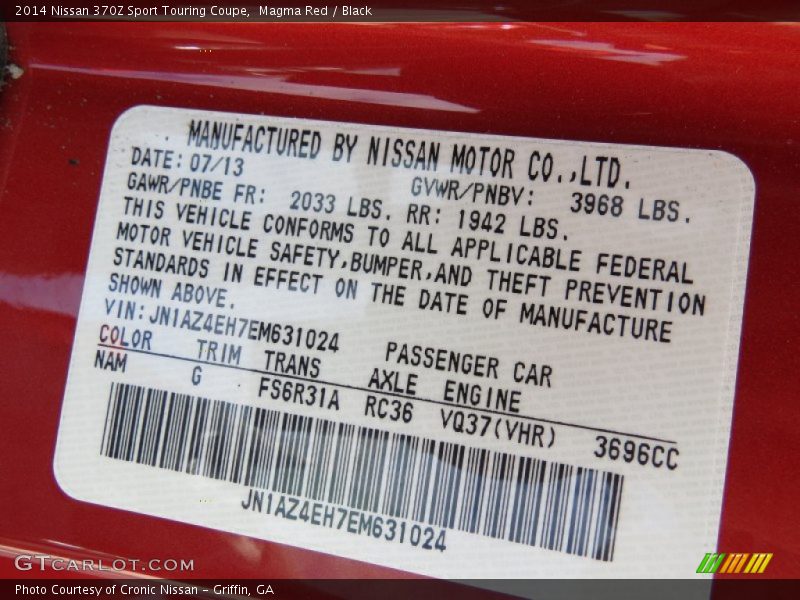 2014 Nissan 370Z Sport Touring Coupe,  Magma Red / Black
MANUFACTURED BY NISSAN MOTOR CO.,LTD.
DATE: 07/13 GVWR/PNBV: 3968 LBS.
GAWR/PNBE FR: 2033 LBS. RR: 1942 LBS.
THIS VEHICLE CONFORMS TO ALL APPLICABLE FEDERAL
MOTOR VEHICLE SAFETY,BUMPER,AND THEFT PREVENTION
STANDARDS IN EFFECT ON THE DATE OF MANUFACTURE
SHOWN ABOVE.
VIN:JN1AZ4EH7EM631024 PASSENGER CAR
COLOR TRIM TRANS AXLE ENGINE
NAM G FS6R31A RC36 VQ37(VHR) 3696CC
JN1AZ4EH7EM631024
GTCARLOT.COM
Photo Courtesy of Cronic Nissan – Griffin, GA